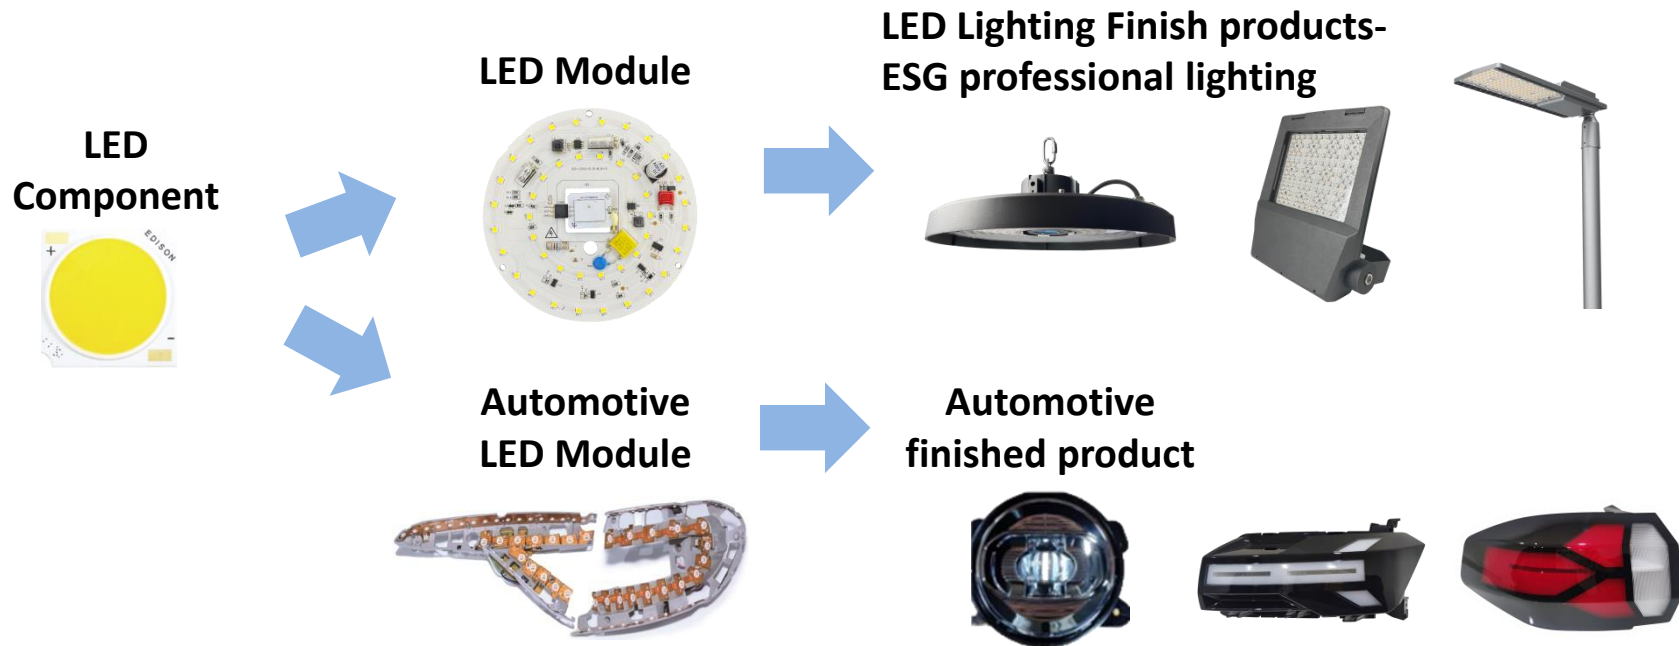 LED Lighting Finish products-
ESG professional lighting
LED Module
LED
Component
EDISON
+
-
Automotive
LED Module
Automotive
finished product